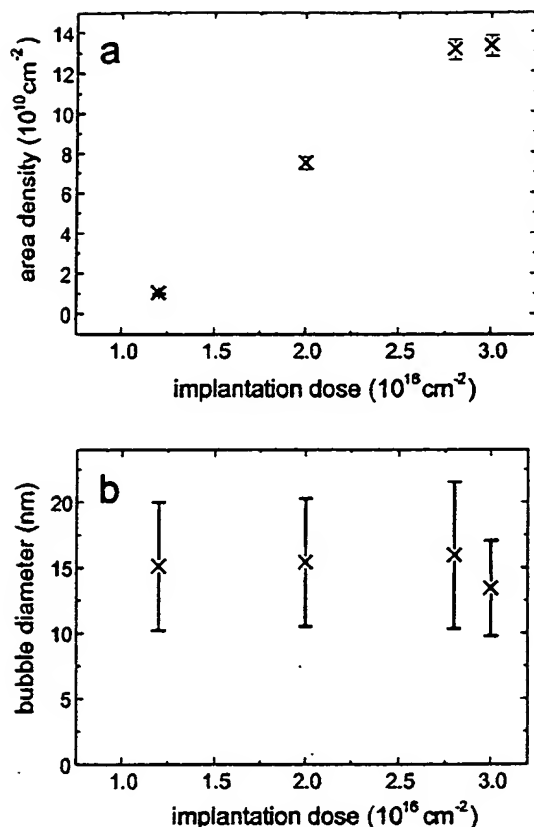 a
14
12
10
8
6
4
2
0
area density (10¹⁰cm⁻²)
1.0 1.5 2.0 2.5 3.0
implantation dose (10¹⁶cm⁻²)
b
20
15
10
5
0
bubble diameter (nm)
1.0 1.5 2.0 2.5 3.0
implantation dose (10¹⁶cm⁻²)